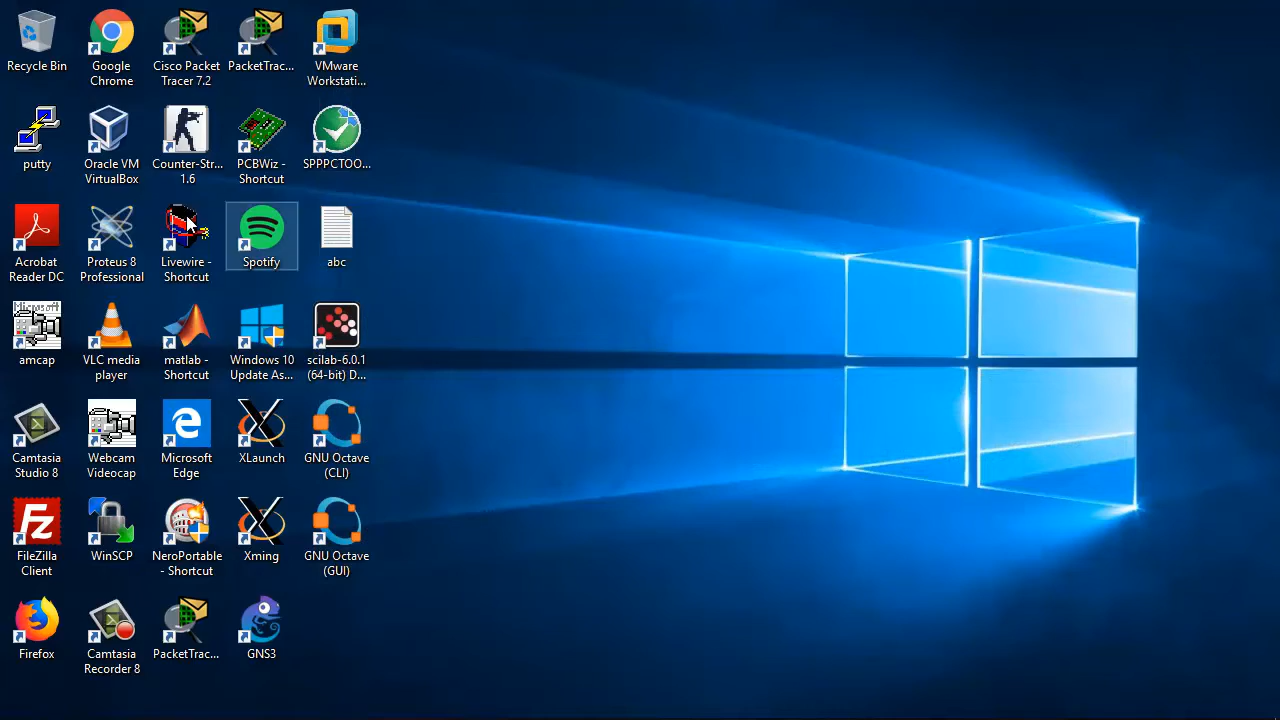 Recycle Bin
Google
Chrome
Cisco Packet
Tracer 7.2
PacketTrac...
VMware
Workstati...
putty
Oracle VM
VirtualBox
Counter-Str...
1.6
PCBWiz -
Shortcut
SPPPCTOO...
Acrobat
Reader DC
Proteus 8
Professional
Livewire -
Shortcut
Spotify
abc
Microsoft
amcap
VLC media
player
matlab -
Shortcut
Windows 10
Update As...
scilab-6.0.1
(64-bit) D...
Camtasia
Studio 8
Webcam
Videocap
Microsoft
Edge
XLaunch
GNU Octave
(CLI)
Fz
FileZilla
Client
WinSCP
NeroPortable
- Shortcut
Xming
GNU Octave
(GUI)
Firefox
Camtasia
Recorder 8
PacketTrac...
GNS3